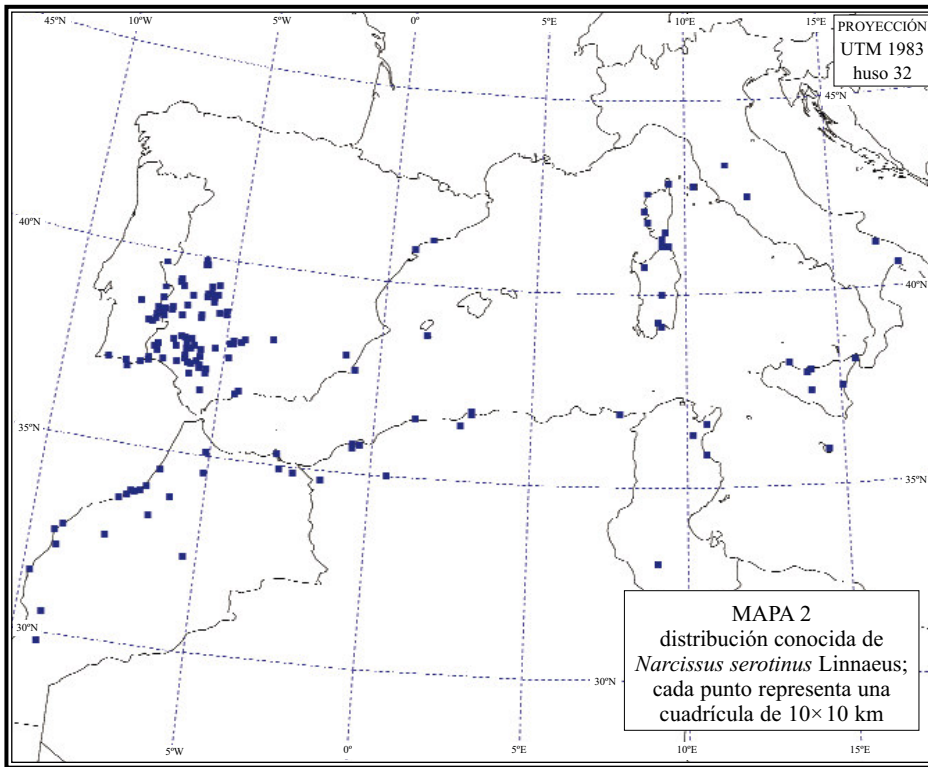 45ºN
10ºW
5ºW
0º
5ºE
10ºE
15ºE
PROYECCIÓN
UTM 1983
huso 32
45ºN
40ºN
40ºN
35ºN
35ºN
30ºN
30ºN
MAPA 2
distribución conocida de
Narcissus serotinus Linnaeus;
cada punto representa una
cuadrícula de 10× 10 km
5ºW
0º
5ºE
10ºE
15ºE